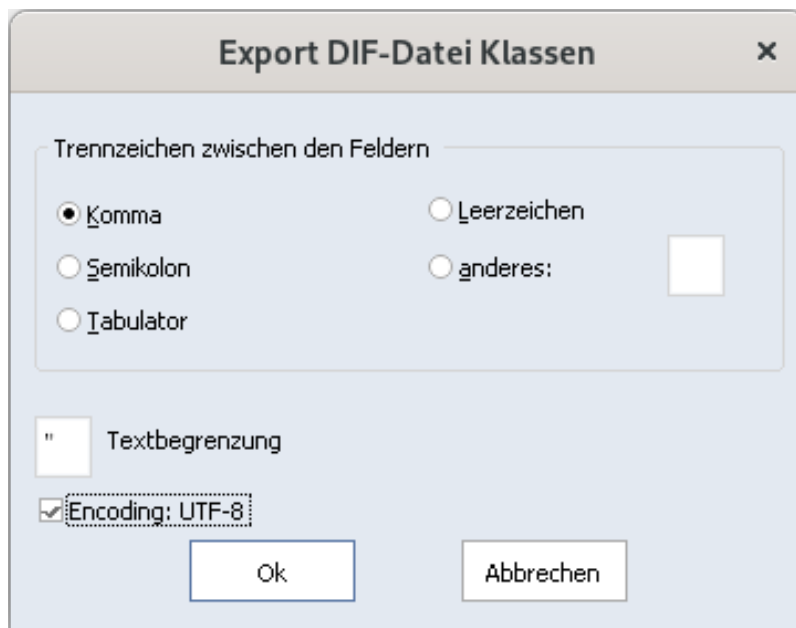 Export DIF-Datei Klassen
Trennzeichen zwischen den Feldern
Komma
Leerzeichen
Semikolon
anderes:
Tabulator
" Textbegrenzung
Encoding: UTF-8
Ok
Abbrechen